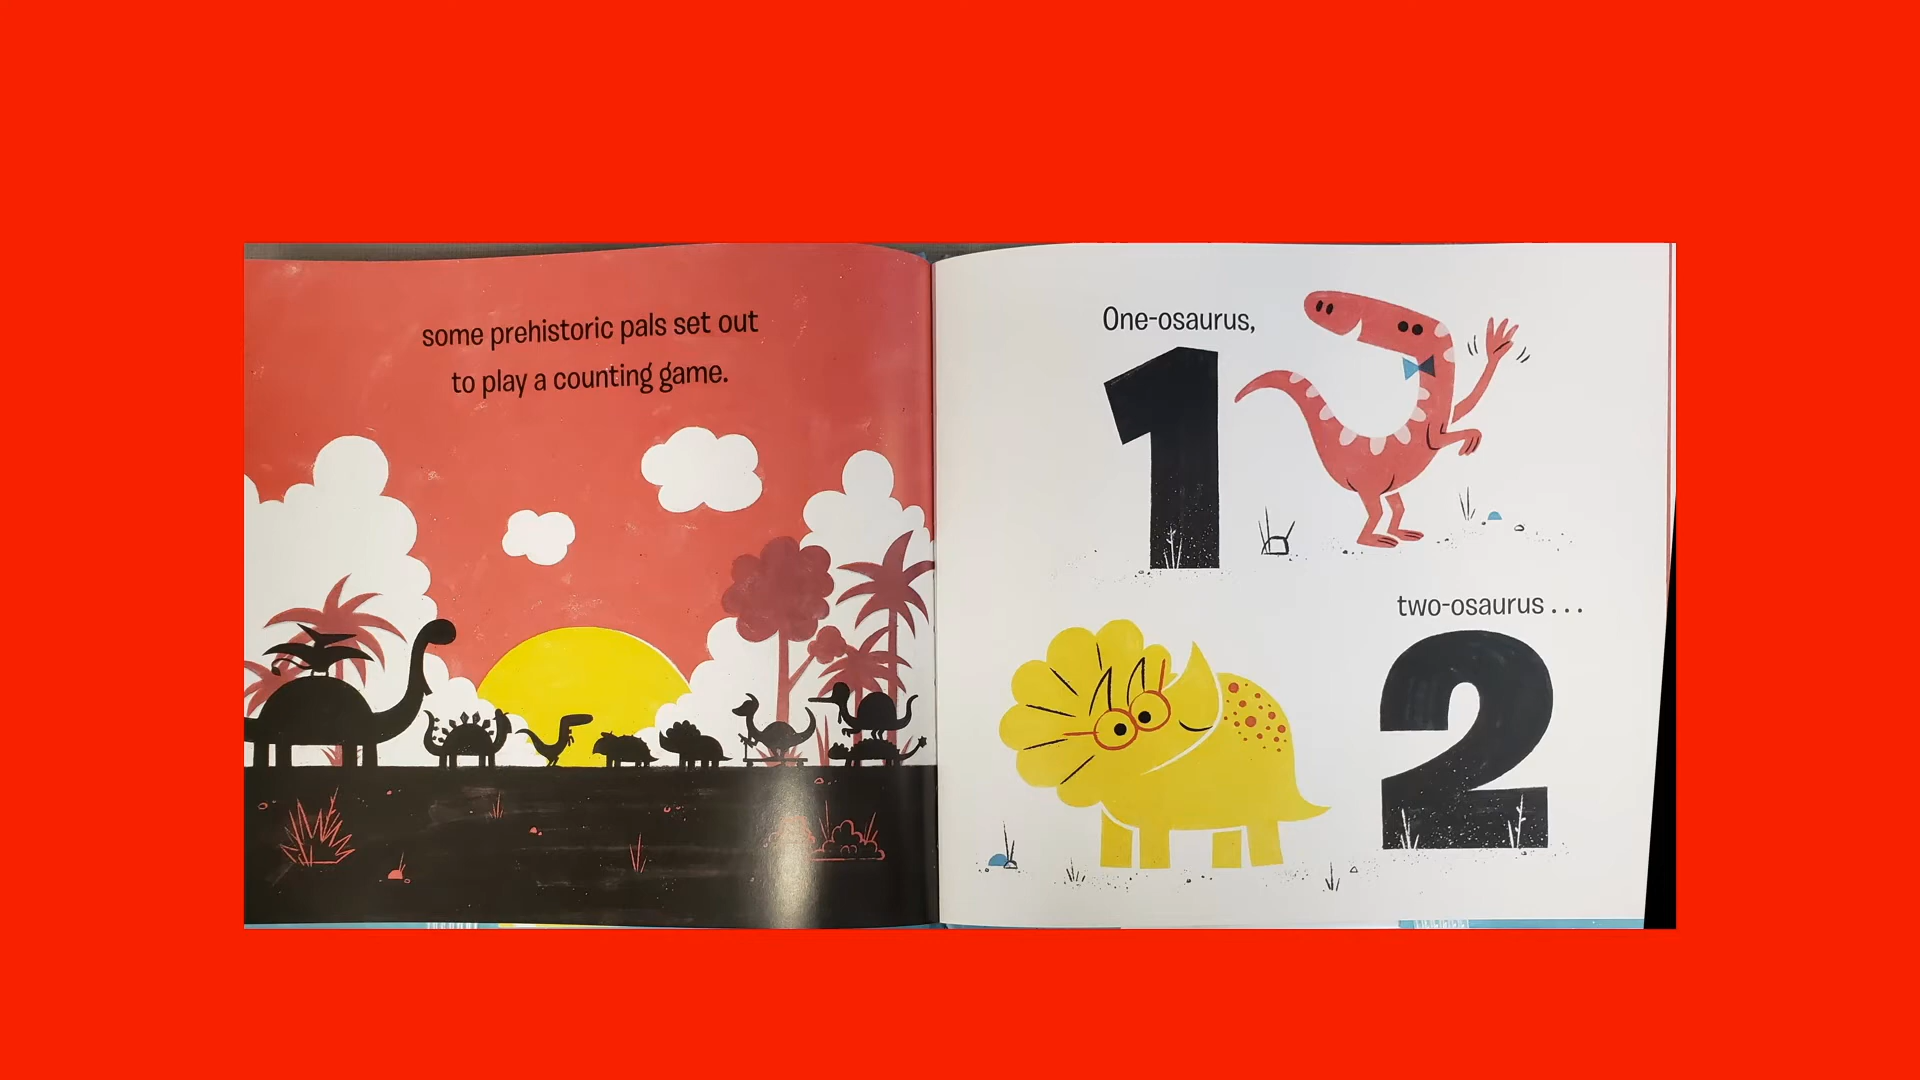 some prehistoric pals set out
to play a counting game.
One-osaurus,
1
two-osaurus . . .
2